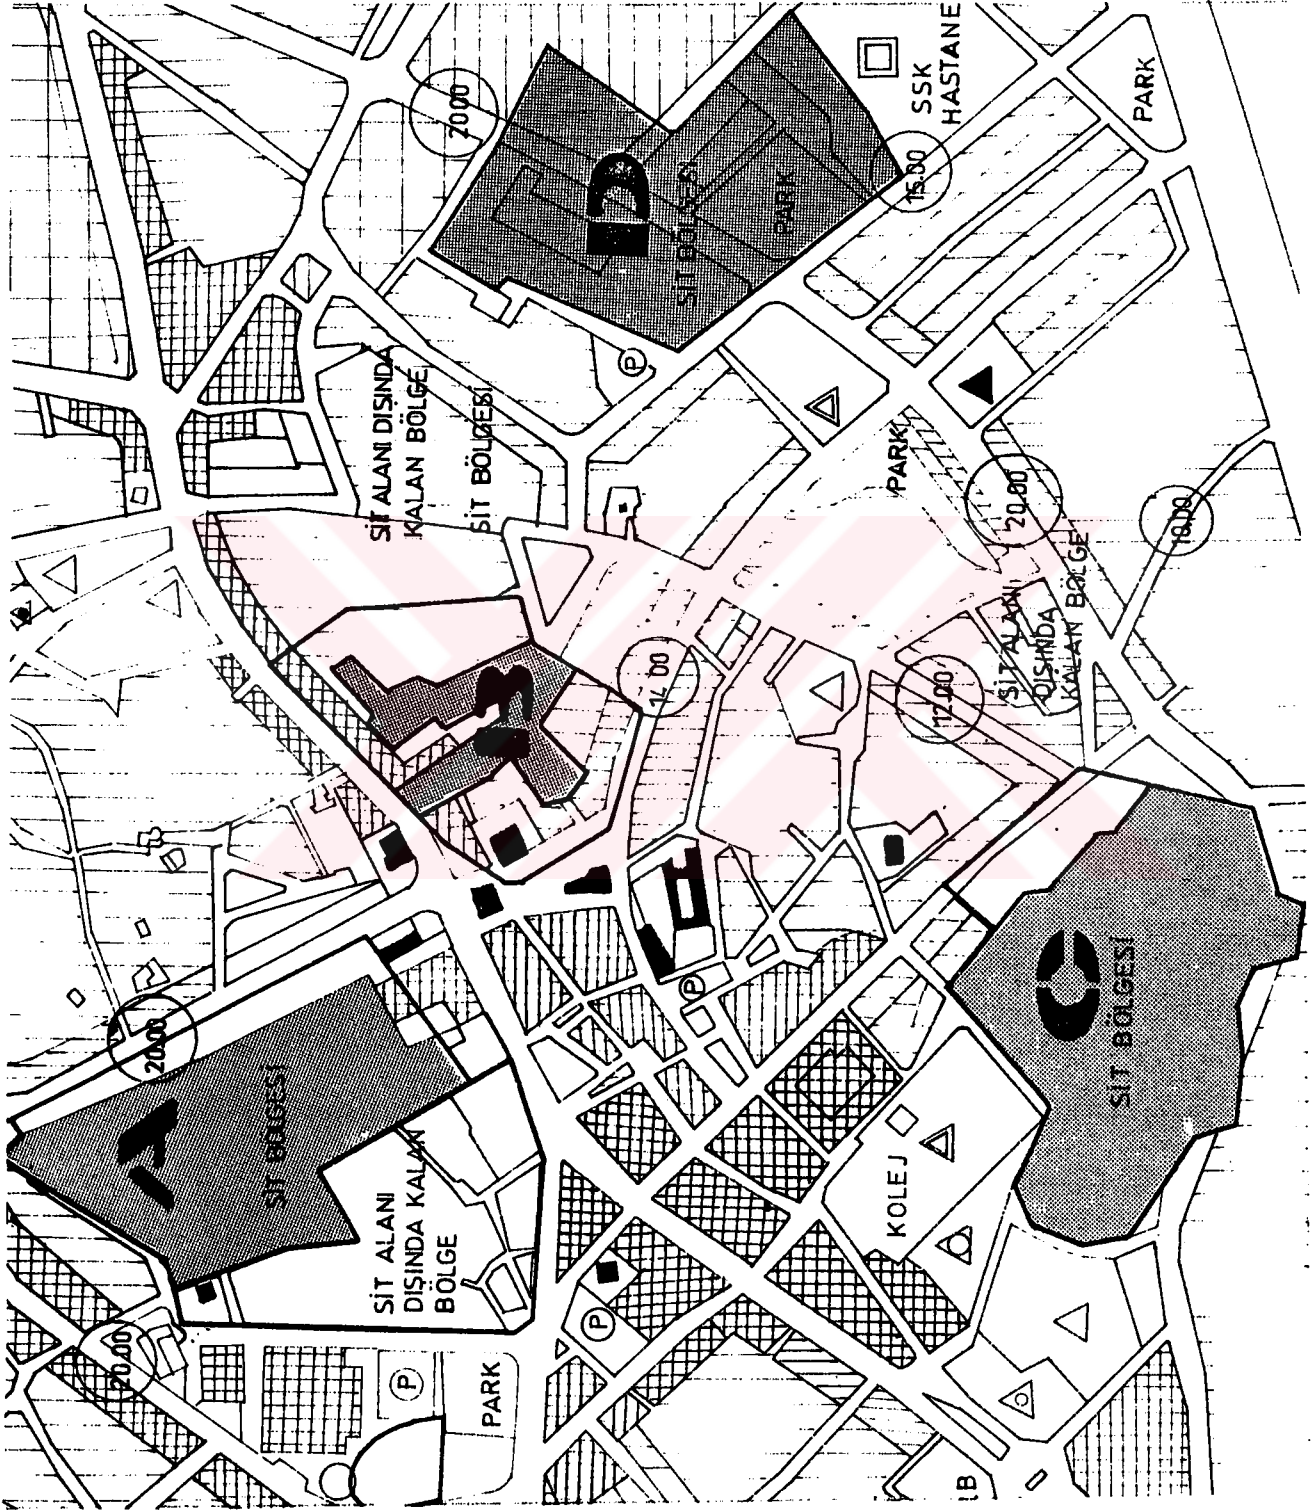 SSK
HASTANE
PARK
20.00
15.00
D
SİT BÖLGESİ
PARK
P
SİT ALANI DIŞINDA
KALAN BÖLGE
SİT BÖLGESİ
PARK
20.00
10.00
SİT ALANI
DIŞINDA
KALAN BÖLGE
14.00
12.00
B
20.00
A
SİT BÖLGESİ
SİT ALANI
DIŞINDA KALAN
BÖLGE
P
C
SİT BÖLGESİ
KOLEJ
P
20.00
P
PARK